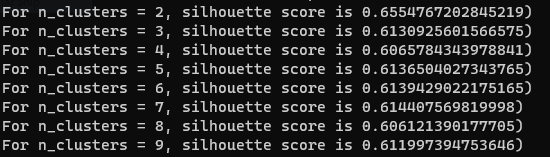 For n_clusters = 2, silhouette score is 0.6554767202845219)
For n_clusters = 3, silhouette score is 0.6130925601566575)
For n_clusters = 4, silhouette score is 0.6065784343978841)
For n_clusters = 5, silhouette score is 0.6136504027343765)
For n_clusters = 6, silhouette score is 0.6139429022175165)
For n_clusters = 7, silhouette score is 0.614407569819998)
For n_clusters = 8, silhouette score is 0.606121390177705)
For n_clusters = 9, silhouette score is 0.611997394753646)